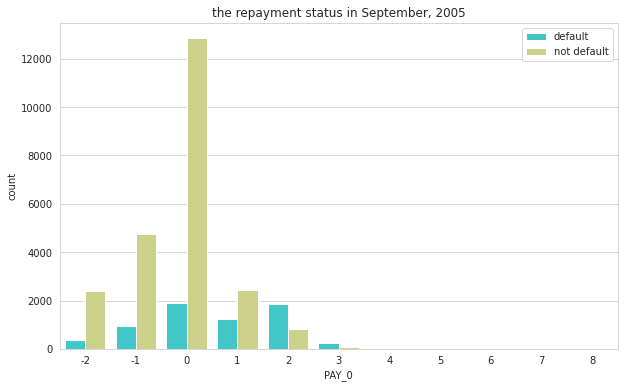 the repayment status in September, 2005
default
not default
12000
10000
8000
6000
4000
2000
0
count
-2 -1 0 1 2 3 4 5 6 7 8
PAY_0